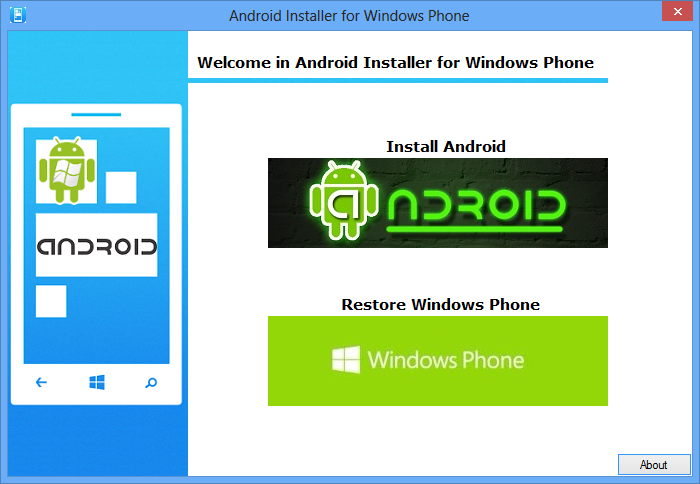 Android Installer for Windows Phone
Welcome in Android Installer for Windows Phone
ANDROID
Install Android
aNDROID
Restore Windows Phone
Windows Phone
About